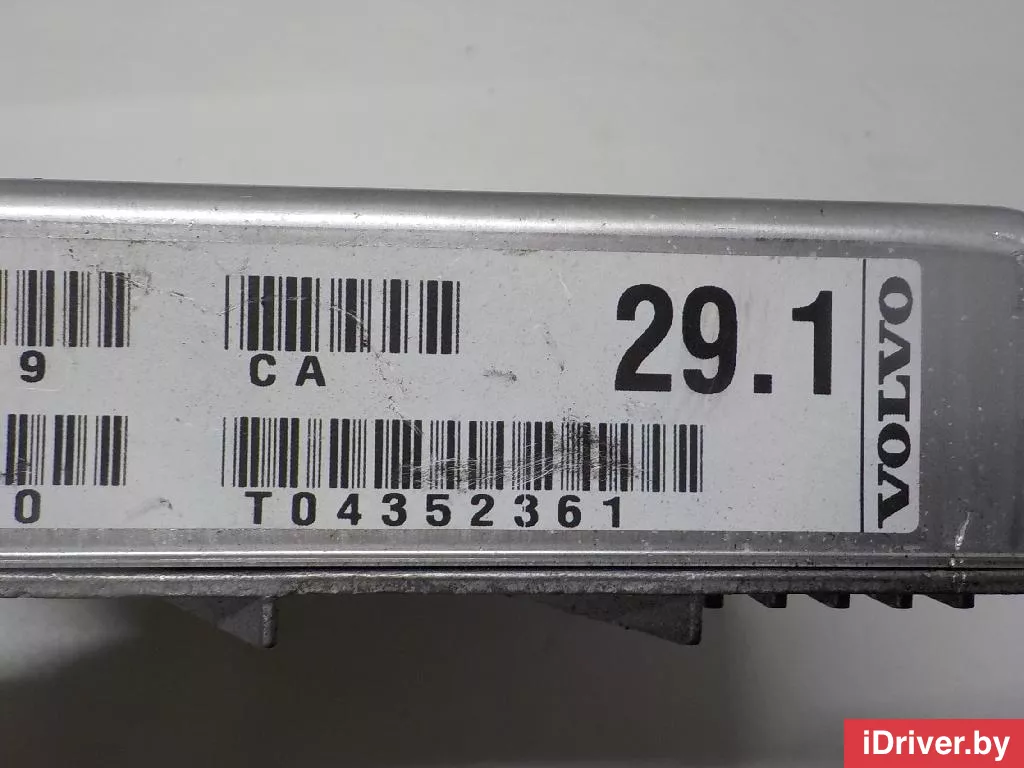 9 CA 29.1
0 T04352361
VOLVO
iDriver.by